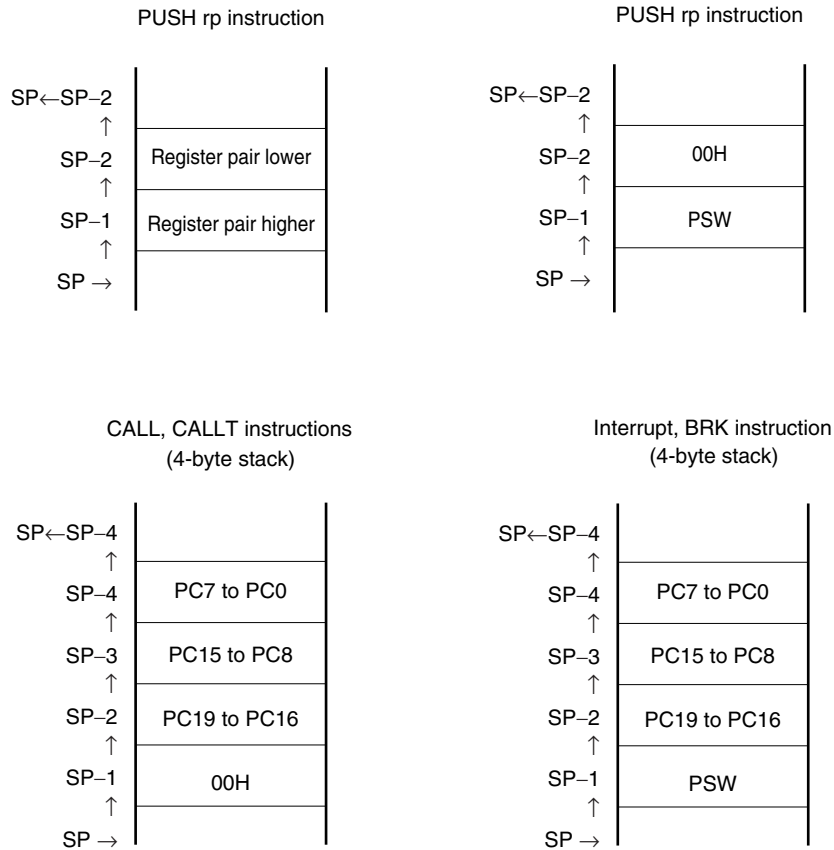 PUSH rp instruction
SP←SP–2
↑
SP–2
↑
SP–1
↑
SP →
Register pair lower
Register pair higher
PUSH rp instruction
SP←SP–2
↑
SP–2
↑
SP–1
↑
SP →
00H
PSW
CALL, CALLT instructions
(4-byte stack)
SP←SP–4
↑
SP–4
↑
SP–3
↑
SP–2
↑
SP–1
↑
SP →
PC7 to PC0
PC15 to PC8
PC19 to PC16
00H
Interrupt, BRK instruction
(4-byte stack)
SP←SP–4
↑
SP–4
↑
SP–3
↑
SP–2
↑
SP–1
↑
SP →
PC7 to PC0
PC15 to PC8
PC19 to PC16
PSW